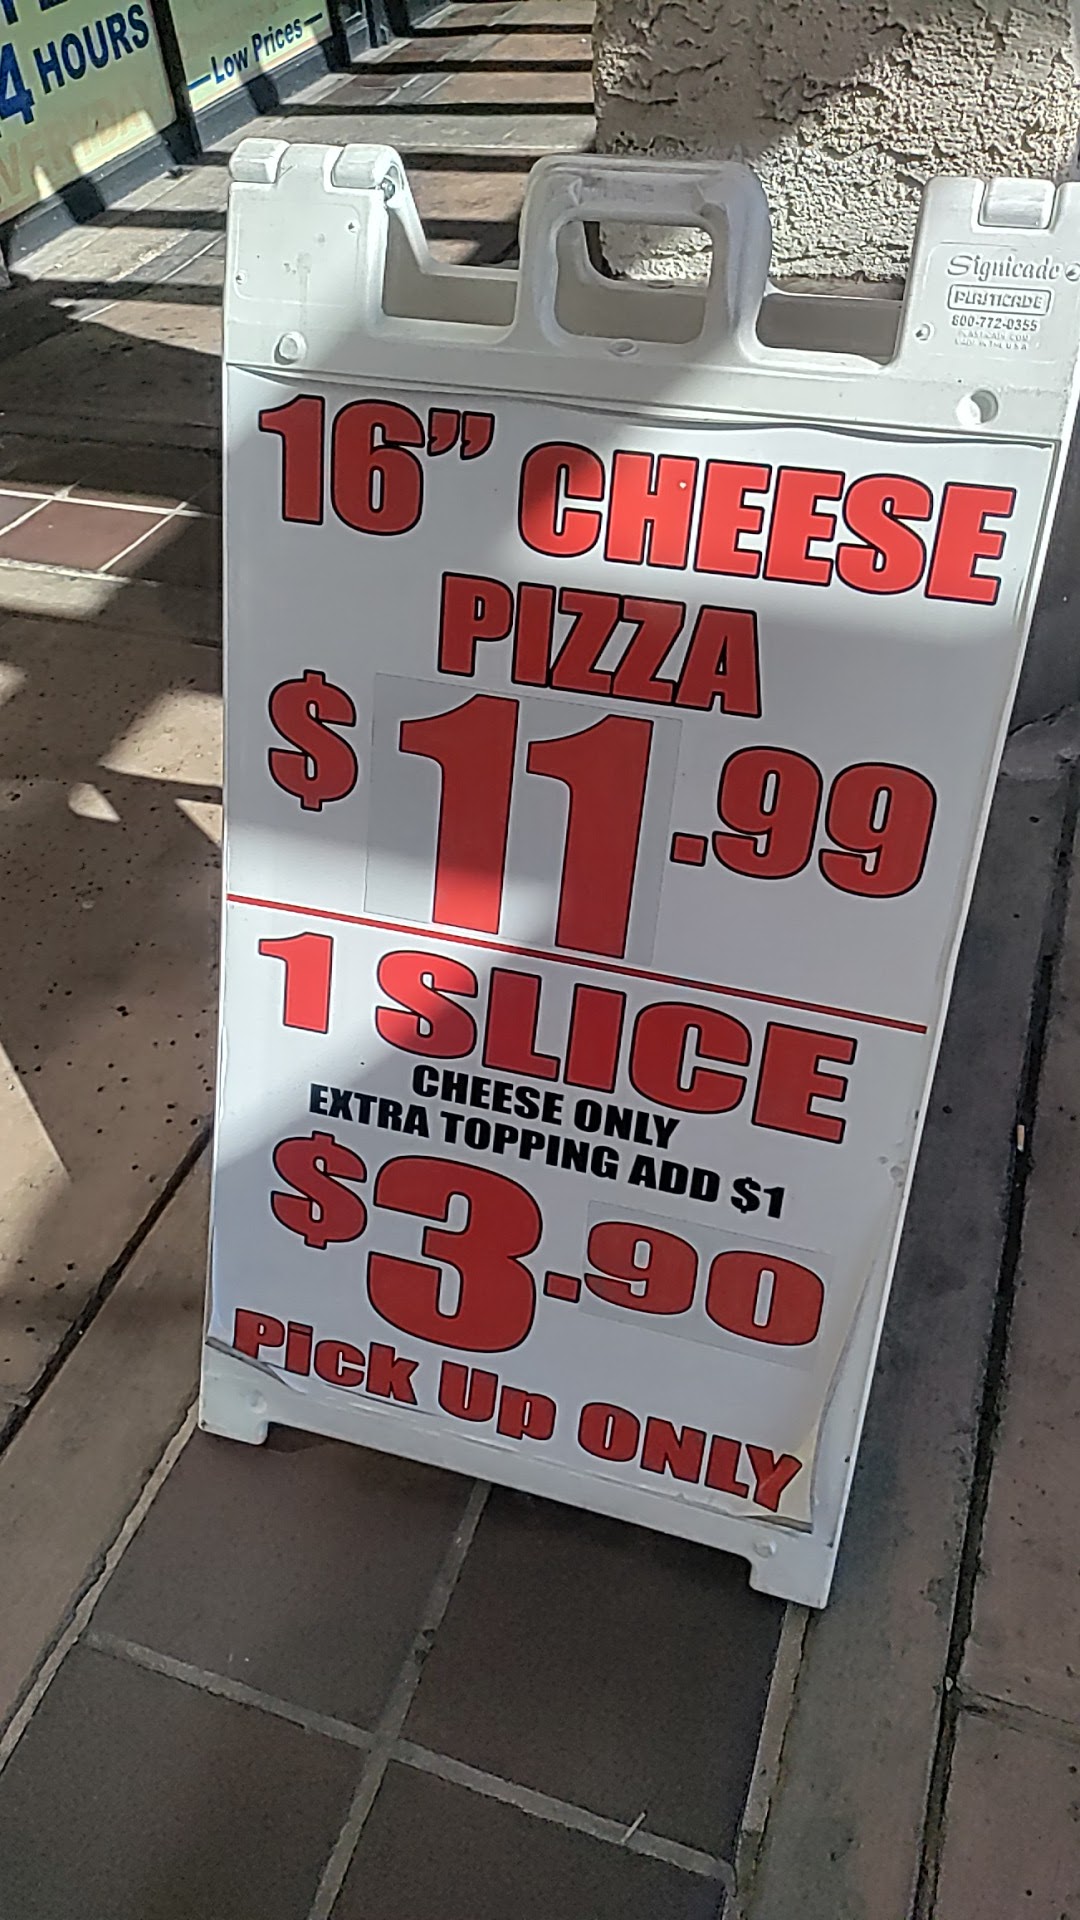 4 HOURS
Low Prices
Signicade
PLASTICADE
800-772-0355
16” CHEESE
PIZZA
$ 11.99
1 SLICE
CHEESE ONLY
EXTRA TOPPING ADD $1
$3.90
Pick Up ONLY